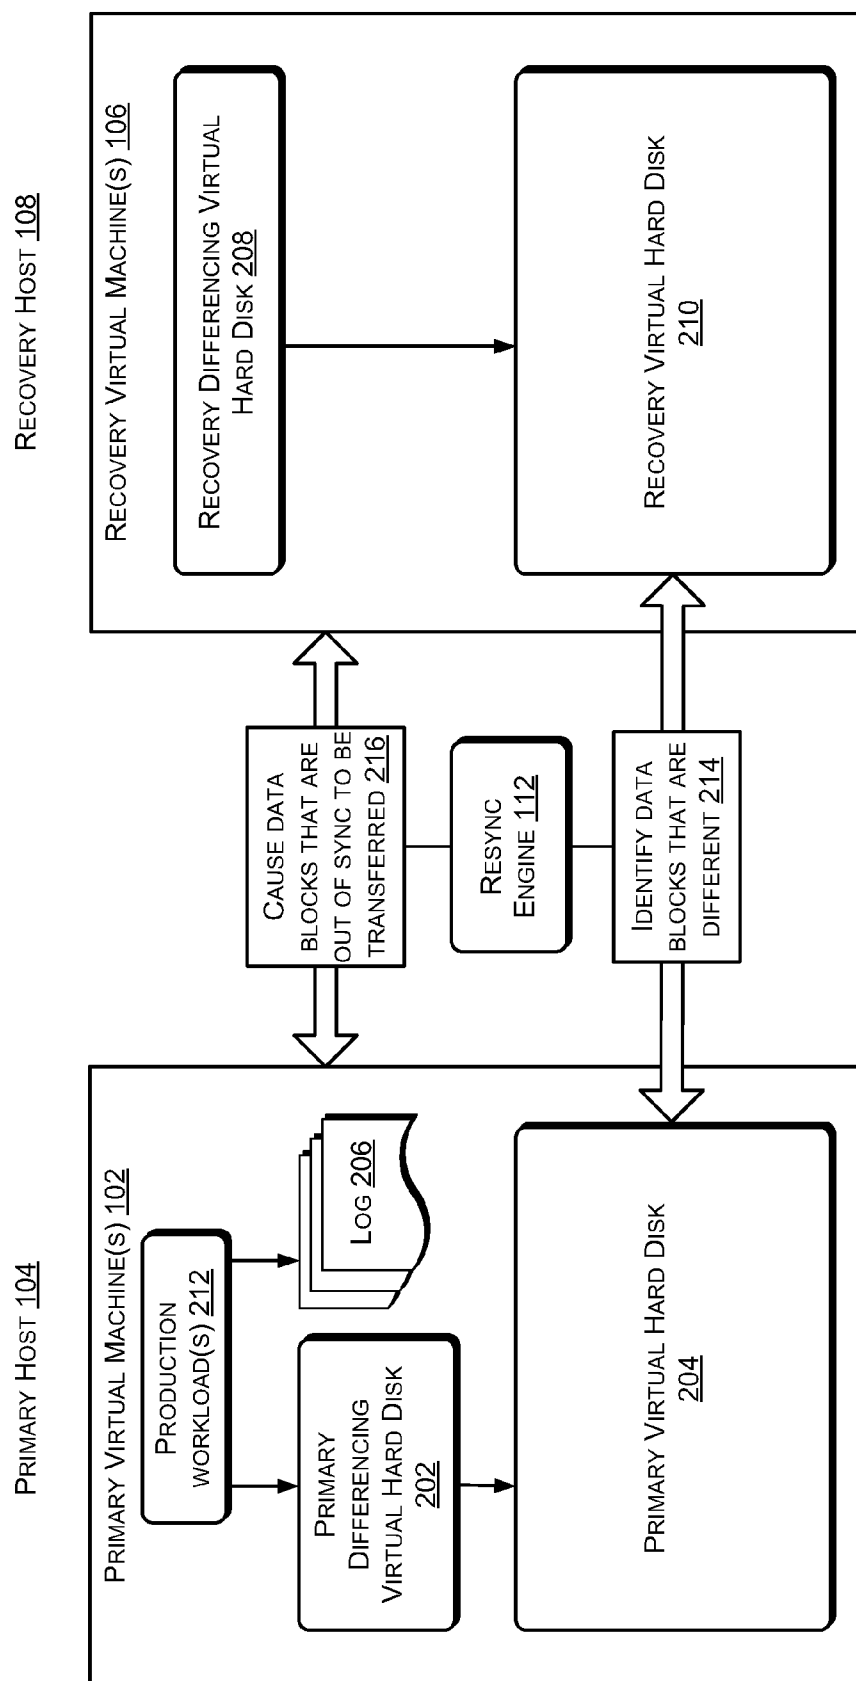 PRIMARY HOST 104
PRIMARY VIRTUAL MACHINE(S) 102
PRODUCTION
WORKLOAD(S) 212
PRIMARY
DIFFERENCING
VIRTUAL HARD DISK
202
LOG 206
PRIMARY VIRTUAL HARD DISK
204
CAUSE DATA
BLOCKS THAT ARE
OUT OF SYNC TO BE
TRANSFERRED 216
RESYNC
ENGINE 112
IDENTIFY DATA
BLOCKS THAT ARE
DIFFERENT 214
RECOVERY HOST 108
RECOVERY VIRTUAL MACHINE(S) 106
RECOVERY DIFFERENCING VIRTUAL
HARD DISK 208
RECOVERY VIRTUAL HARD DISK
210